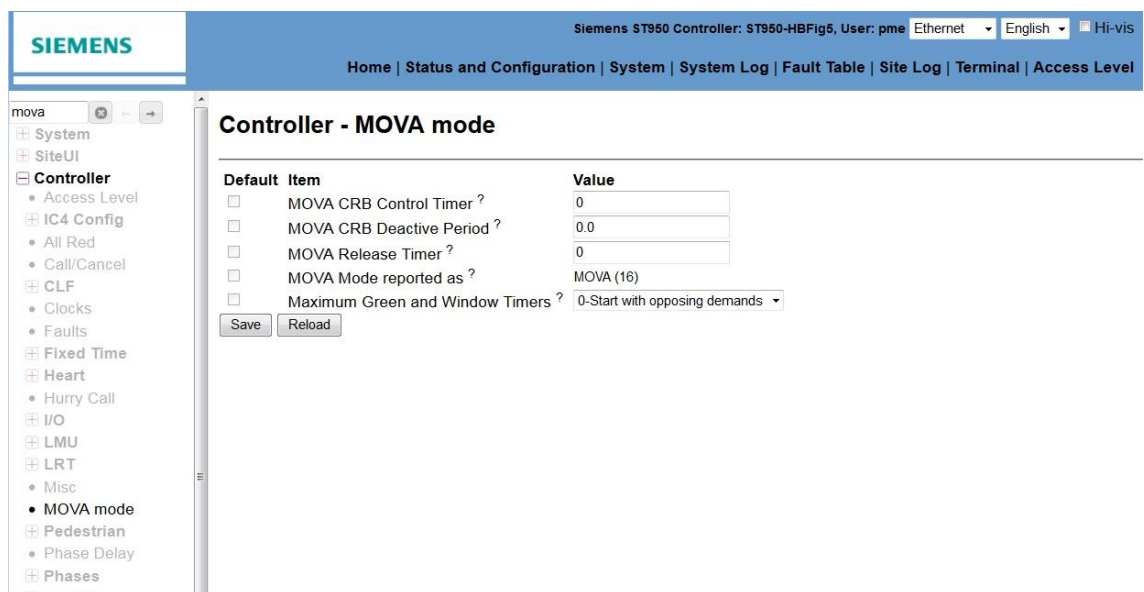 SIEMENS
Siemens ST950 Controller: ST950-HBFig5, User: pme Ethernet English Hi-vis
Home | Status and Configuration | System | System Log | Fault Table | Site Log | Terminal | Access Level
mova
System
SiteUI
Controller
Access Level
IC4 Config
All Red
Call/Cancel
CLF
Clocks
Faults
Fixed Time
Heart
Hurry Call
I/O
LMU
LRT
Misc
MOVA mode
Pedestrian
Phase Delay
Phases
Controller - MOVA mode
Default Item Value
MOVA CRB Control Timer ? 0
MOVA CRB Deactive Period ? 0.0
MOVA Release Timer ? 0
MOVA Mode reported as ? MOVA (16)
Maximum Green and Window Timers ? 0-Start with opposing demands
Save Reload